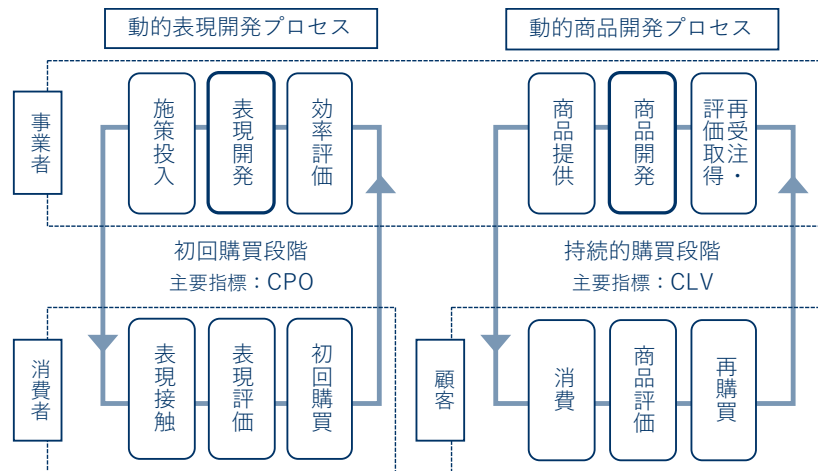 動的表現開発プロセス
動的商品開発プロセス
事業者
施策投入
表現開発
効率評価
商品提供
商品開発
再受注・
評価取得
初回購買段階
主要指標：CPO
持続的購買段階
主要指標：CLV
消費者
表現接触
表現評価
初回購買
顧客
消費
商品評価
再購買